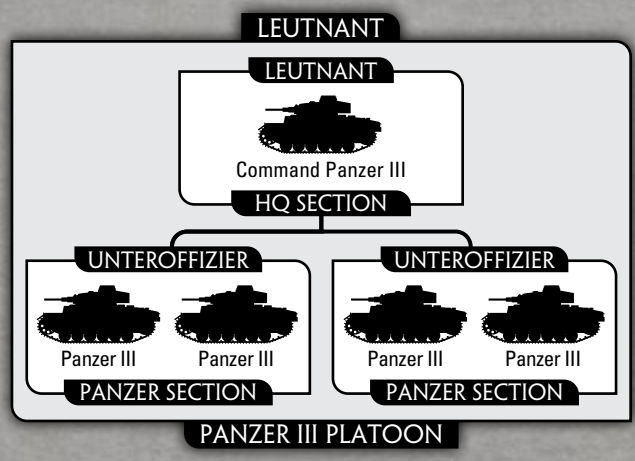 LEUTNANT
LEUTNANT
Command Panzer III
HQ SECTION
UNTEROFFIZIER
UNTEROFFIZIER
Panzer III
Panzer III
Panzer III
Panzer III
PANZER SECTION
PANZER SECTION
PANZER III PLATOON